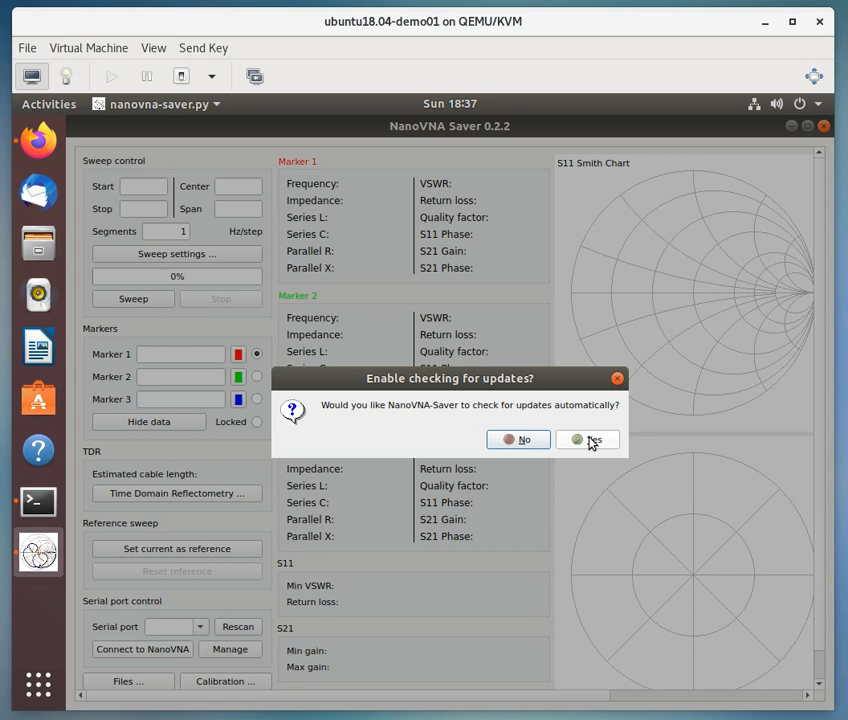 ubuntu18.04-demo01 on QEMU/KVM
File Virtual Machine View Send Key
Activities nanovna-saver.py Sun 18:37
NanoVNA Saver 0.2.2
Sweep control
Start Center
Stop Span
Segments 1 Hz/step
Sweep settings ...
0%
Sweep Stop
Markers
Marker 1
Marker 2
Marker 3
Hide data Locked
TDR
Estimated cable length:
Time Domain Reflectometry ...
Reference sweep
Set current as reference
Reset reference
Serial port control
Serial port Rescan
Connect to NanoVNA Manage
Files ... Calibration ...
Marker 1
Frequency: VSWR:
Impedance: Return loss:
Series L: Quality factor:
Series C: S11 Phase:
Parallel R: S21 Gain:
Parallel X: S21 Phase:
Marker 2
Frequency: VSWR:
Impedance: Return loss:
Series L: Quality factor:
Enable checking for updates?
Would you like NanoVNA-Saver to check for updates automatically?
No Yes
Impedance: Return loss:
Series L: Quality factor:
Series C: S11 Phase:
Parallel R: S21 Gain:
Parallel X: S21 Phase:
S11
Min VSWR:
Return loss:
S21
Min gain:
Max gain:
S11 Smith Chart